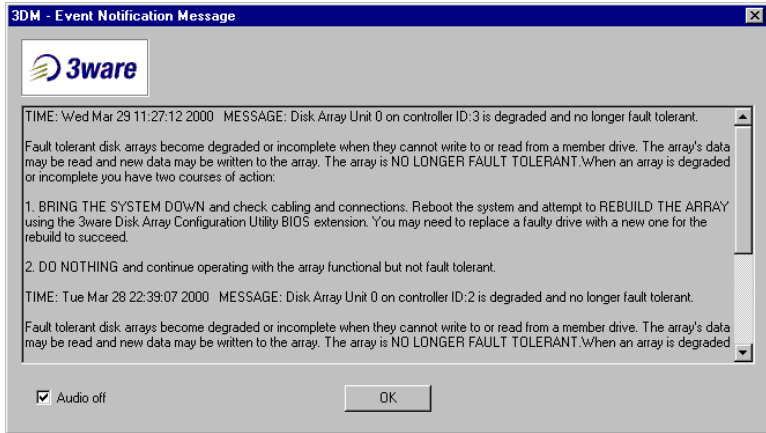 3DM - Event Notification Message
3ware
TIME: Wed Mar 29 11:27:12 2000 MESSAGE: Disk Array Unit 0 on controller ID:3 is degraded and no longer fault tolerant.
Fault tolerant disk arrays become degraded or incomplete when they cannot write to or read from a member drive. The array's data
may be read and new data may be written to the array. The array is NO LONGER FAULT TOLERANT.When an array is degraded
or incomplete you have two courses of action:
1. BRING THE SYSTEM DOWN and check cabling and connections. Reboot the system and attempt to REBUILD THE ARRAY
using the 3ware Disk Array Configuration Utility BIOS extension. You may need to replace a faulty drive with a new one for the
rebuild to succeed.
2. DO NOTHING and continue operating with the array functional but not fault tolerant.
TIME: Tue Mar 28 22:39:07 2000 MESSAGE: Disk Array Unit 0 on controller ID:2 is degraded and no longer fault tolerant.
Fault tolerant disk arrays become degraded or incomplete when they cannot write to or read from a member drive. The array's data
may be read and new data may be written to the array. The array is NO LONGER FAULT TOLERANT.When an array is degraded
Audio off
OK